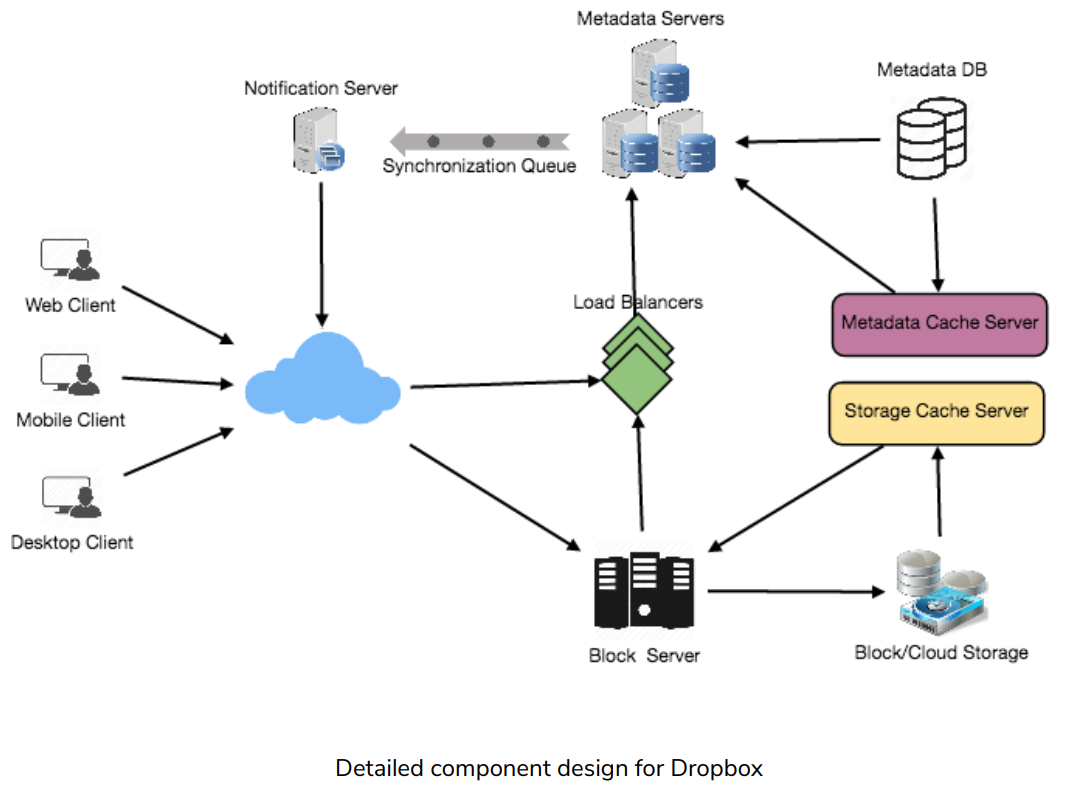 Metadata Servers
Metadata DB
Notification Server
Synchronization Queue
Web Client
Load Balancers
Metadata Cache Server
Mobile Client
Storage Cache Server
Desktop Client
Block Server
Block/Cloud Storage
Detailed component design for Dropbox